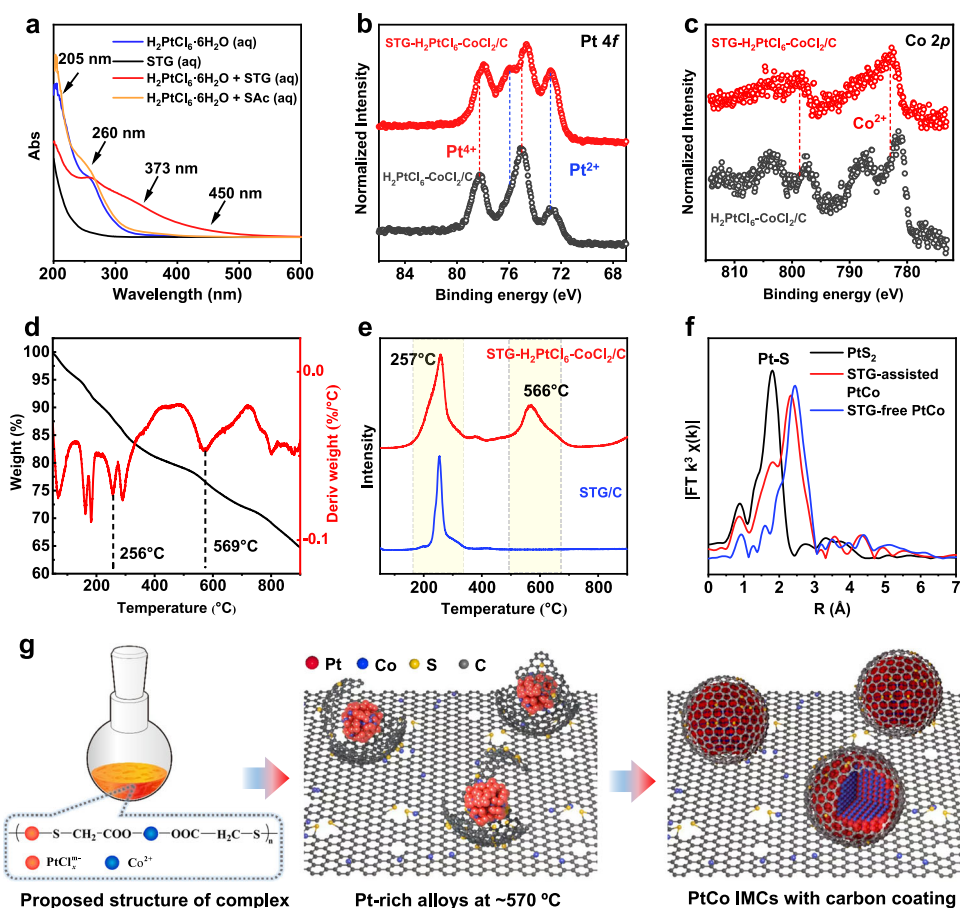 a
H₂PtCl₆·6H₂O (aq)
STG (aq)
H₂PtCl₆·6H₂O + STG (aq)
H₂PtCl₆·6H₂O + SAc (aq)
205 nm
260 nm
373 nm
450 nm
Abs
200 300 400 500 600
Wavelength (nm)
b
Pt 4f
STG-H₂PtCl₆-CoCl₂/C
Pt⁴⁺
Pt²⁺
H₂PtCl₆-CoCl₂/C
Normalized Intensity
84 80 76 72 67
Binding energy (eV)
c
Co 2p
STG-H₂PtCl₆-CoCl₂/C
Co²⁺
H₂PtCl₆-CoCl₂/C
Normalized Intensity
810 800 790 780
Binding energy (eV)
d
100
95
90
85
80
75
70
65
60
Weight (%)
0.0
-0.1
Deriv weight (%/°C)
256°C
569°C
200 400 600 800
Temperature (°C)
e
257°C
STG-H₂PtCl₆-CoCl₂/C
566°C
STG/C
Intensity
200 400 600 800
Temperature (°C)
f
Pt-S
PtS₂
STG-assisted
PtCo
STG-free PtCo
|FT k³ χ(k)|
0 1 2 3 4 5 6 7
R (Å)
g
Pt Co S C
S—CH₂-COO OOC—H₂C—S n
PtClₓᵐ⁻ Co²⁺
Proposed structure of complex
Pt-rich alloys at ~570 ºC
PtCo IMCs with carbon coating